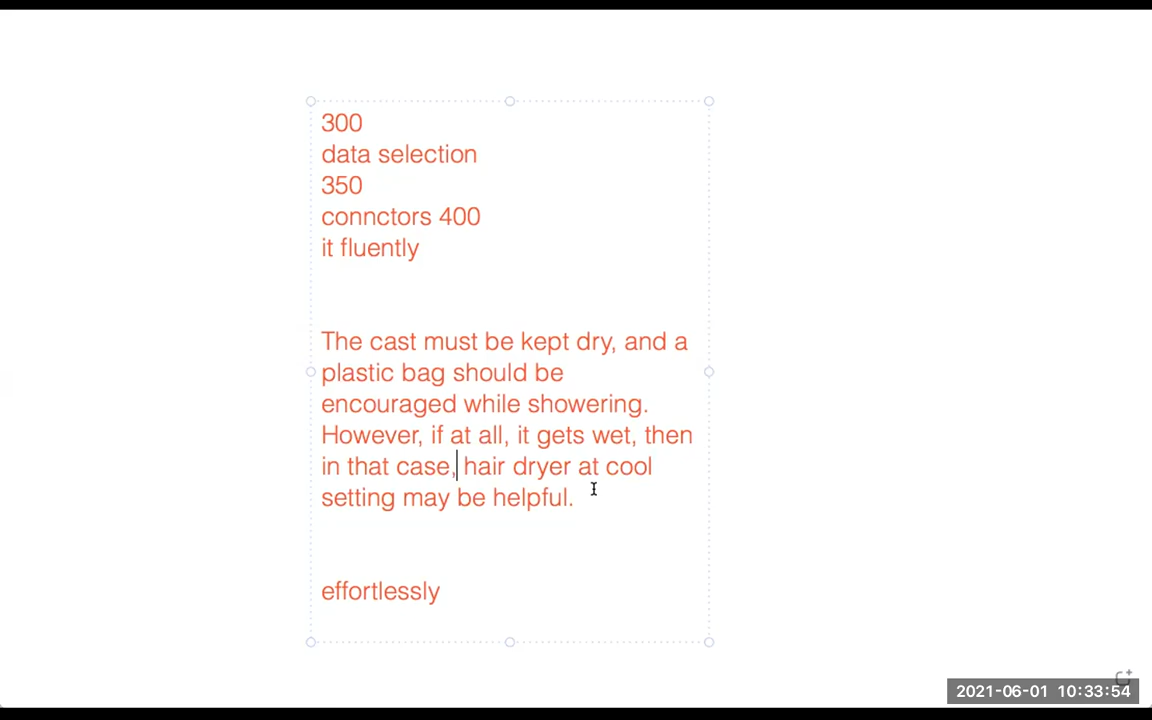 300
data selection
350
connctors 400
it fluently
The cast must be kept dry, and a
plastic bag should be
encouraged while showering.
However, if at all, it gets wet, then
in that case, hair dryer at cool
setting may be helpful.
effortlessly
2021-06-01 10:33:54